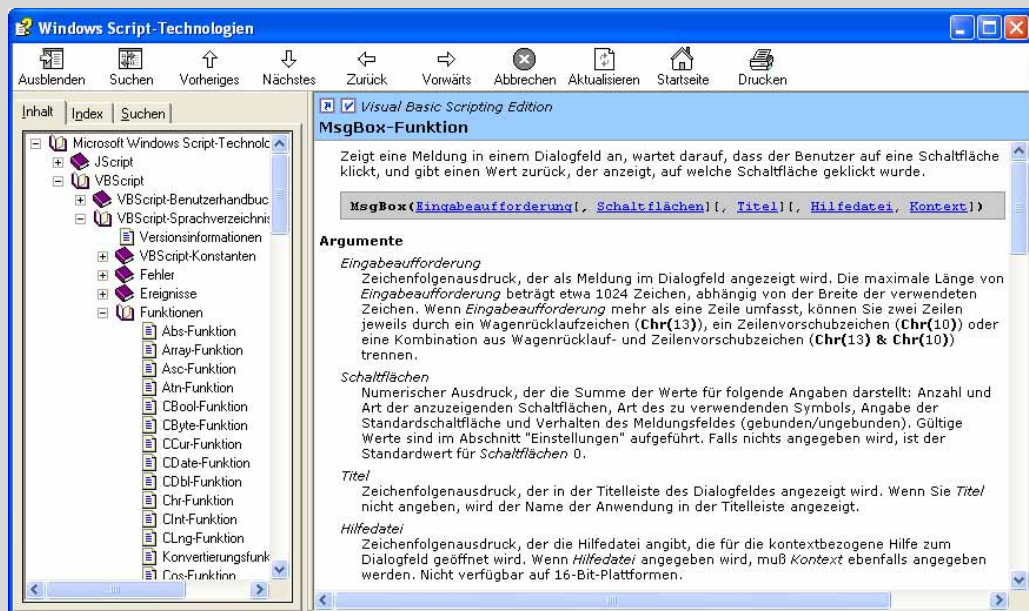 Windows Script-Technologien
Ausblenden Suchen Vorheriges Nächstes Zurück Vorwärts Abbrechen Aktualisieren Startseite Drucken
Inhalt Index Suchen
Microsoft Windows Script-Technolo
JScript
VBScript
VBScript-Benutzerhandbuc
VBScript-Sprachverzeichnis
Versionsinformationen
VBScript-Konstanten
Fehler
Ereignisse
Funktionen
Abs-Funktion
Array-Funktion
Asc-Funktion
Atn-Funktion
CBool-Funktion
CByte-Funktion
CCur-Funktion
CDate-Funktion
CDbl-Funktion
Chr-Funktion
CInt-Funktion
CLng-Funktion
Konvertierungsfunk
Cos-Funktion
Visual Basic Scripting Edition
MsgBox-Funktion
Zeigt eine Meldung in einem Dialogfeld an, wartet darauf, dass der Benutzer auf eine Schaltfläche
klickt, und gibt einen Wert zurück, der anzeigt, auf welche Schaltfläche geklickt wurde.
MsgBox(Eingabeaufforderung[, Schaltflächen][, Titel][, Hilfedatei, Kontext])
Argumente
Eingabeaufforderung
Zeichenfolgenausdruck, der als Meldung im Dialogfeld angezeigt wird. Die maximale Länge von
Eingabeaufforderung beträgt etwa 1024 Zeichen, abhängig von der Breite der verwendeten
Zeichen. Wenn Eingabeaufforderung mehr als eine Zeile umfasst, können Sie zwei Zeilen
jeweils durch ein Wagenrücklaufzeichen (Chr(13)), ein Zeilenvorschubzeichen (Chr(10)) oder
eine Kombination aus Wagenrücklauf- und Zeilenvorschubzeichen (Chr(13) & Chr(10))
trennen.
Schaltflächen
Numerischer Ausdruck, der die Summe der Werte für folgende Angaben darstellt: Anzahl und
Art der anzuzeigenden Schaltflächen, Art des zu verwendenden Symbols, Angabe der
Standardschaltfläche und Verhalten des Meldungsfeldes (gebunden/ungebunden). Gültige
Werte sind im Abschnitt "Einstellungen" aufgeführt. Falls nichts angegeben wird, ist der
Standardwert für Schaltflächen 0.
Titel
Zeichenfolgenausdruck, der in der Titelleiste des Dialogfeldes angezeigt wird. Wenn Sie Titel
nicht angeben, wird der Name der Anwendung in der Titelleiste angezeigt.
Hilfedatei
Zeichenfolgenausdruck, der die Hilfedatei angibt, die für die kontextbezogene Hilfe zum
Dialogfeld geöffnet wird. Wenn Hilfedatei angegeben wird, muß Kontext ebenfalls angegeben
werden. Nicht verfügbar auf 16-Bit-Plattformen.